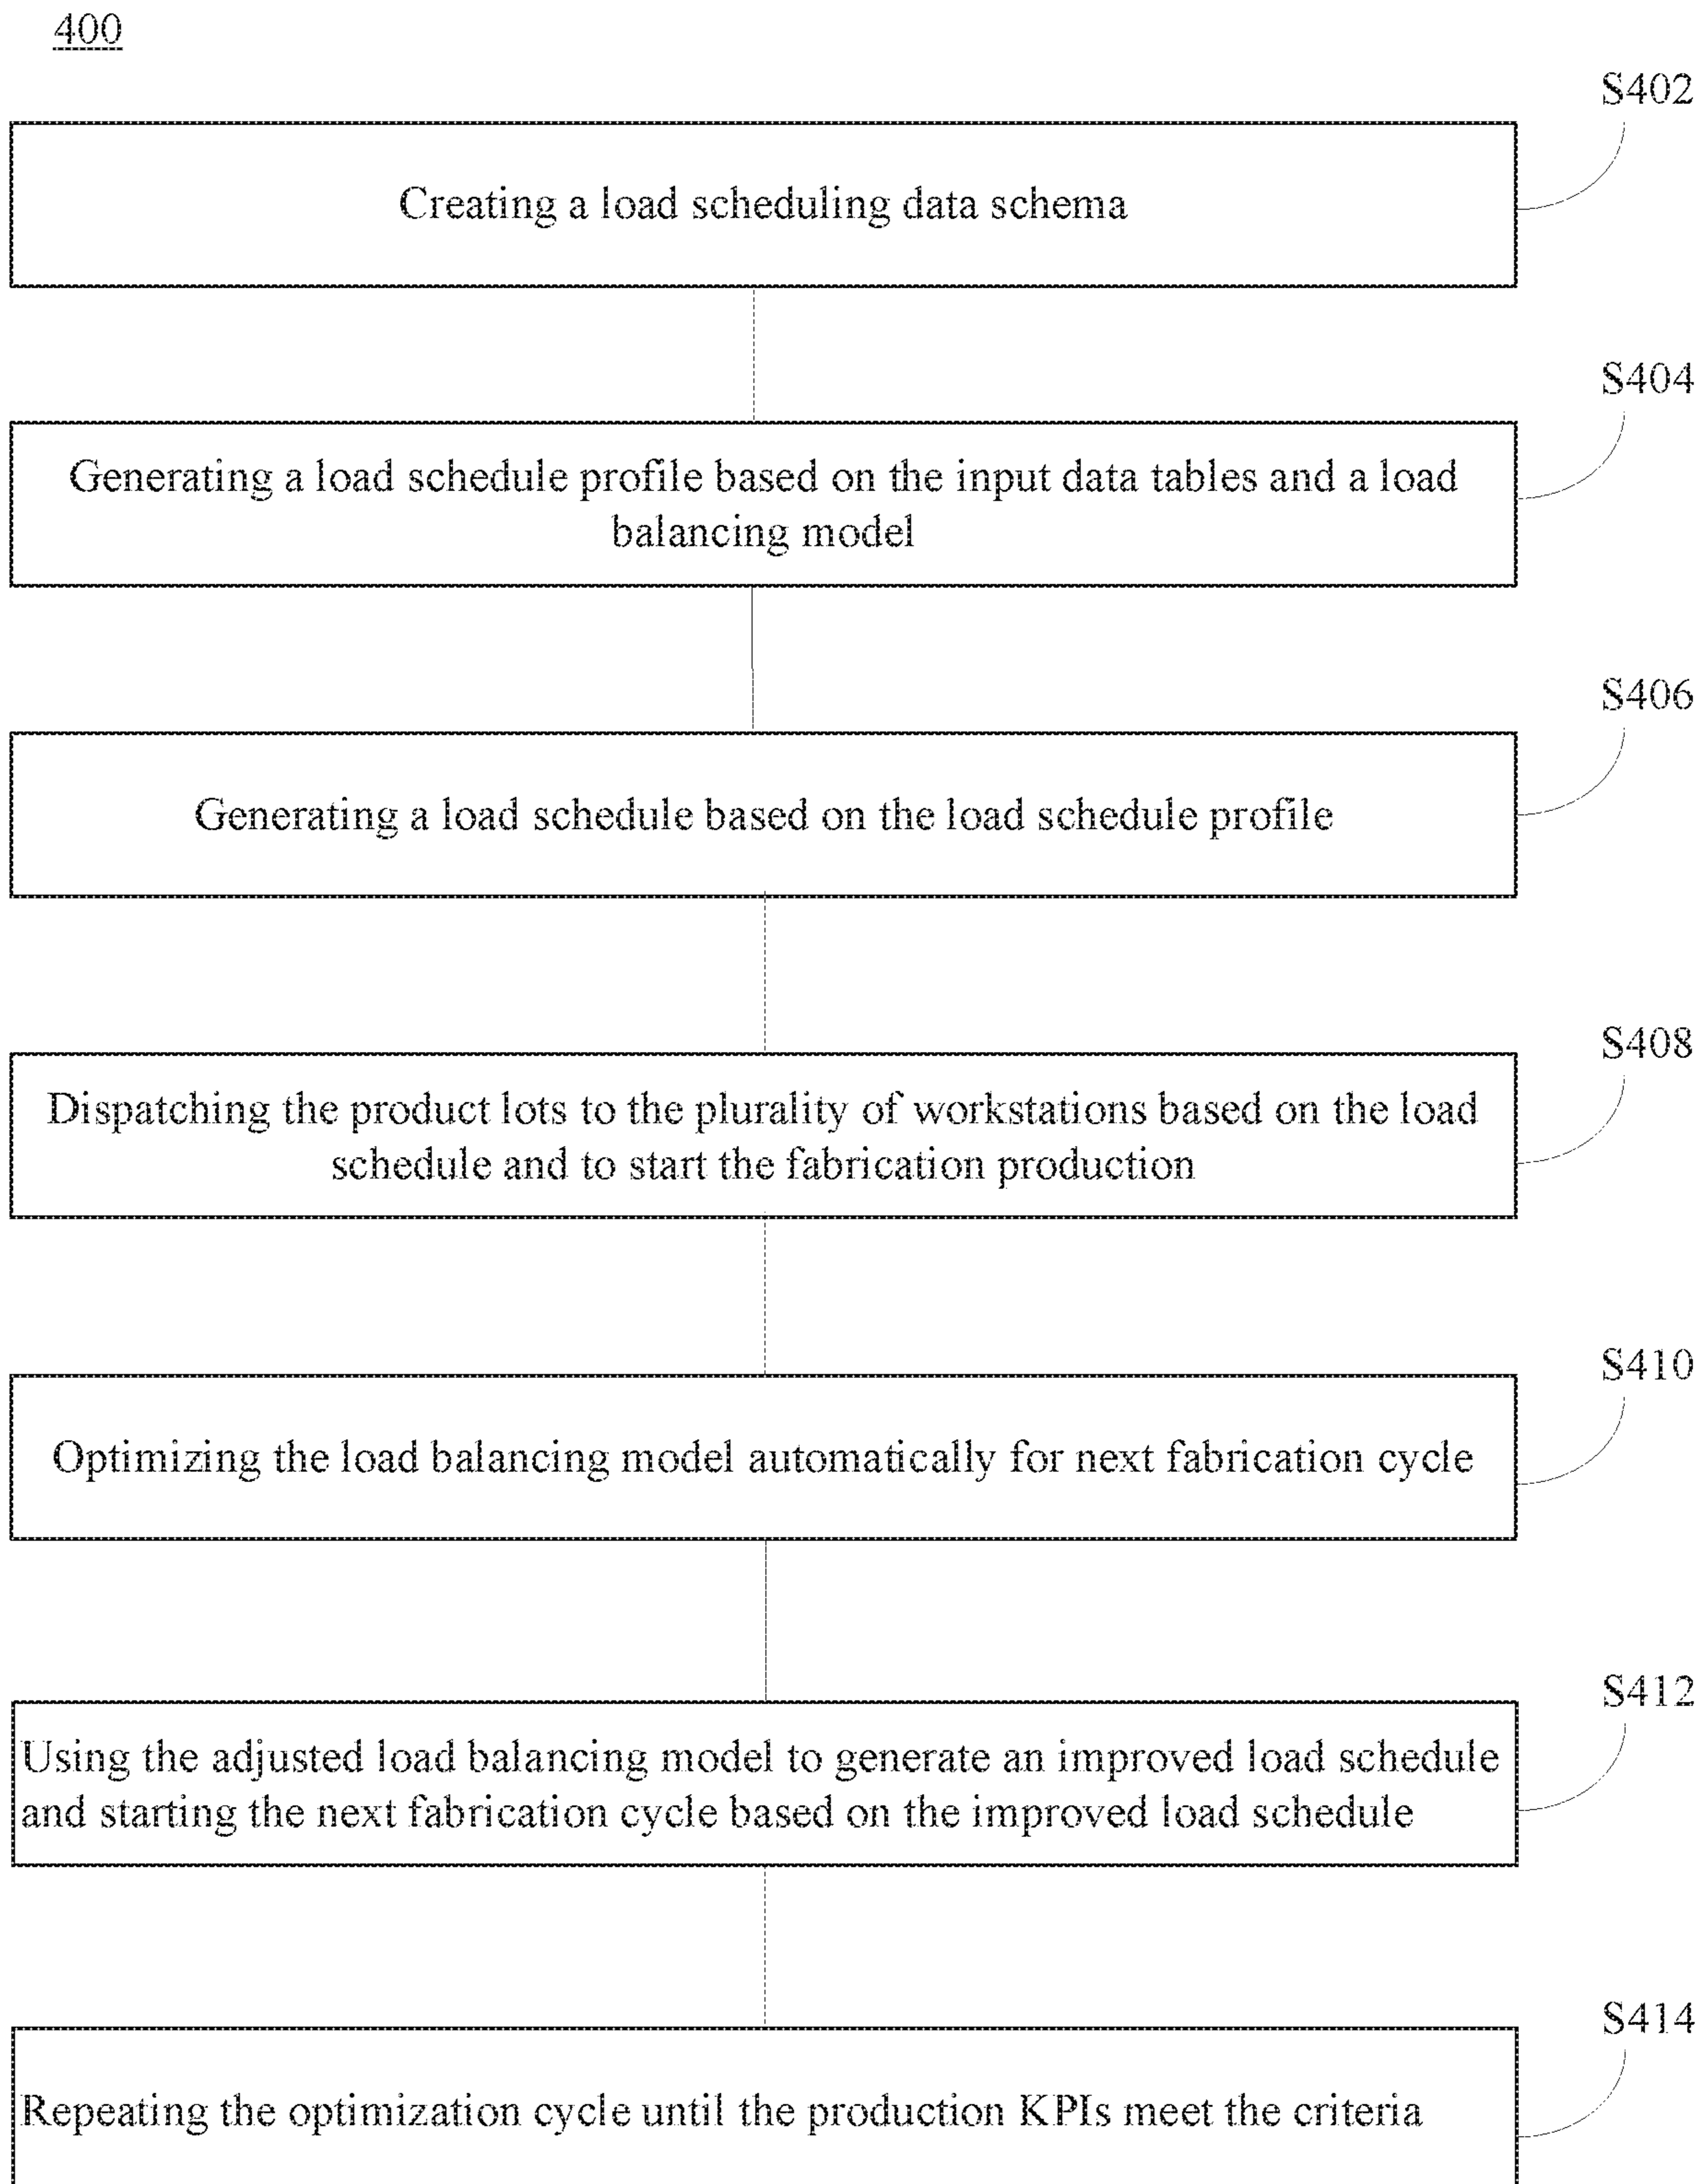 400
S402
Creating a load scheduling data schema
S404
Generating a load schedule profile based on the input data tables and a load
balancing model
S406
Generating a load schedule based on the load schedule profile
S408
Dispatching the product lots to the plurality of workstations based on the load
schedule and to start the fabrication production
S410
Optimizing the load balancing model automatically for next fabrication cycle
S412
Using the adjusted load balancing model to generate an improved load schedule
and starting the next fabrication cycle based on the improved load schedule
S414
Repeating the optimization cycle until the production KPIs meet the criteria